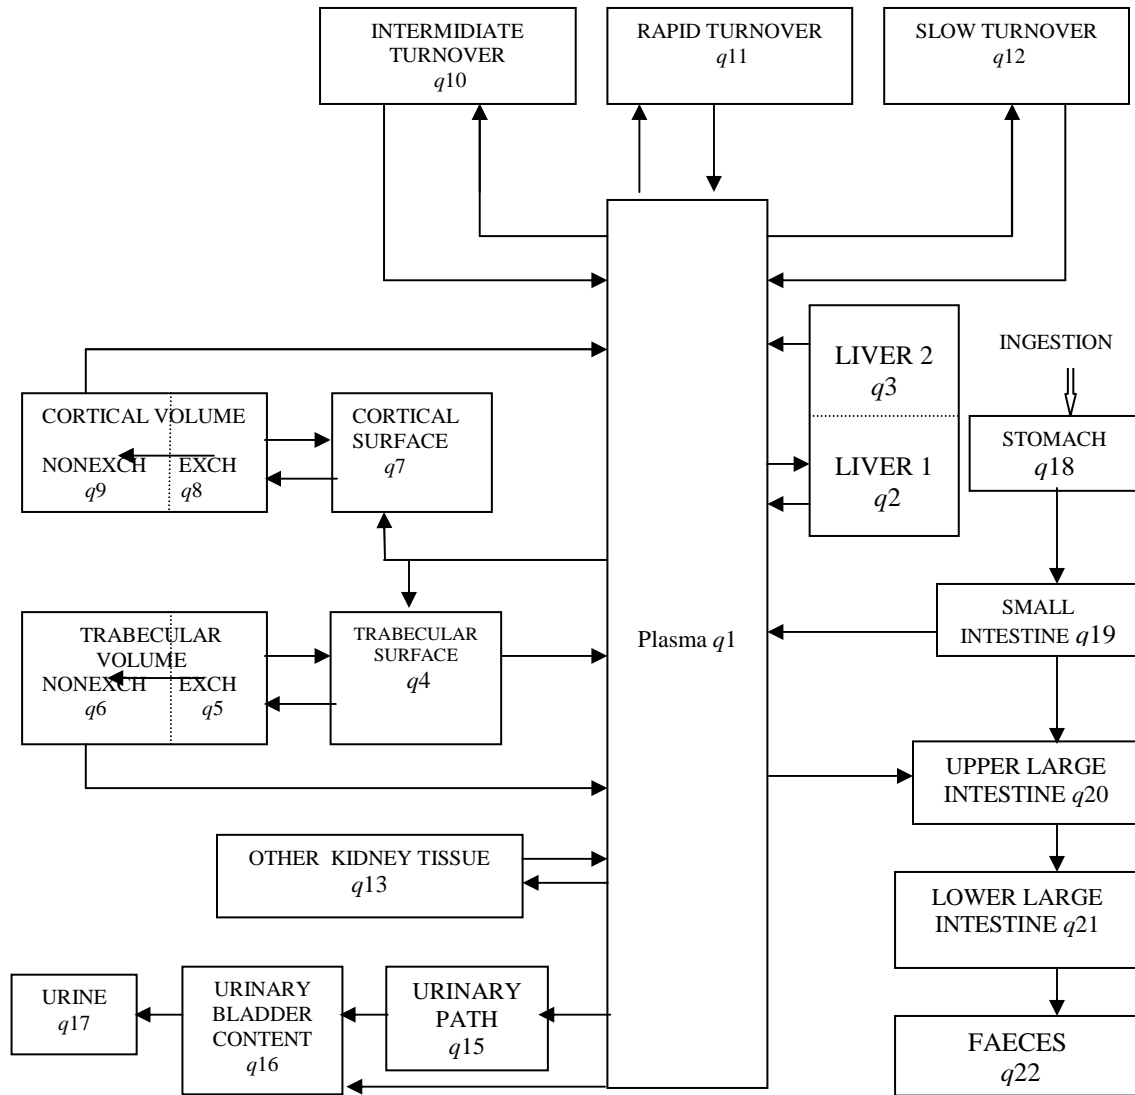 INTERMIDIATE
TURNOVER
q10
RAPID TURNOVER
q11
SLOW TURNOVER
q12
LIVER 2
q3
LIVER 1
q2
INGESTION
STOMACH
q18
CORTICAL VOLUME
NONEXCH EXCH
q9 q8
CORTICAL
SURFACE
q7
Plasma q1
SMALL
INTESTINE q19
TRABECULAR
VOLUME
NONEXCH EXCH
q6 q5
TRABECULAR
SURFACE
q4
UPPER LARGE
INTESTINE q20
OTHER KIDNEY TISSUE
q13
LOWER LARGE
INTESTINE q21
URINE
q17
URINARY
BLADDER
CONTENT
q16
URINARY
PATH
q15
FAECES
q22